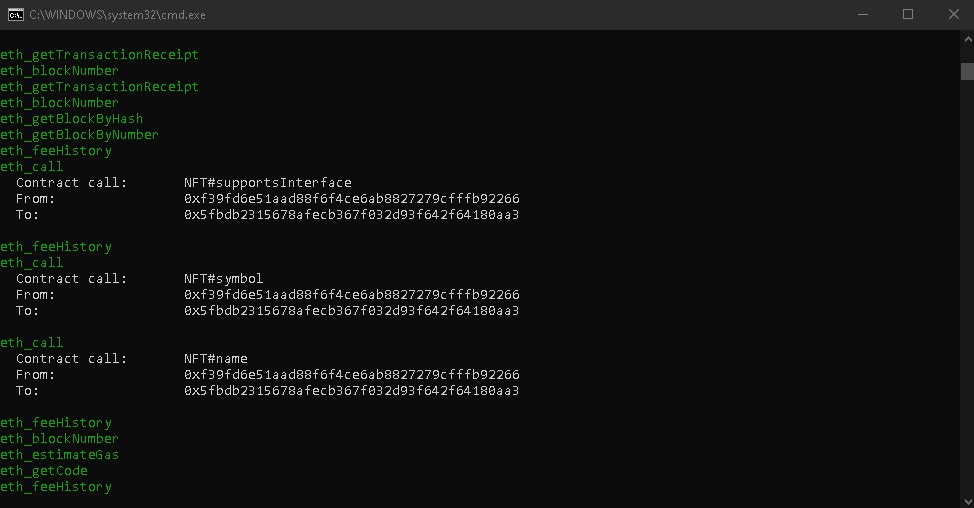 C:\WINDOWS\system32\cmd.exe
eth_getTransactionReceipt
eth_blockNumber
eth_getTransactionReceipt
eth_blockNumber
eth_getBlockByHash
eth_getBlockByNumber
eth_feeHistory
eth_call
Contract call: NFT#supportsInterface
From: 0xf39fd6e51aad88f6f4ce6ab8827279cfffb92266
To: 0x5fbdb2315678afecb367f032d93f642f64180aa3
eth_feeHistory
eth_call
Contract call: NFT#symbol
From: 0xf39fd6e51aad88f6f4ce6ab8827279cfffb92266
To: 0x5fbdb2315678afecb367f032d93f642f64180aa3
eth_call
Contract call: NFT#name
From: 0xf39fd6e51aad88f6f4ce6ab8827279cfffb92266
To: 0x5fbdb2315678afecb367f032d93f642f64180aa3
eth_feeHistory
eth_blockNumber
eth_estimateGas
eth_getCode
eth_feeHistory